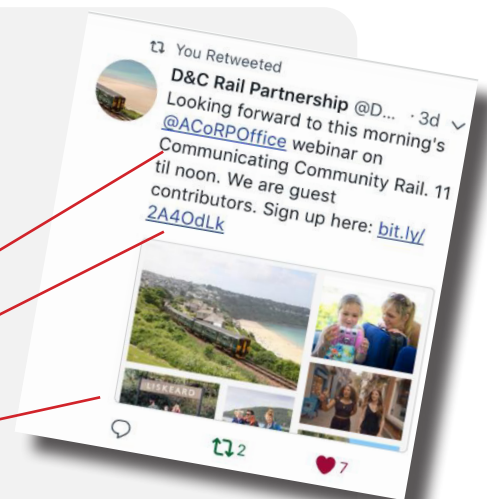 You Retweeted
D&C Rail Partnership @D... · 3d
Looking forward to this morning's
@ACoRPOffice webinar on
Communicating Community Rail. 11
til noon. We are guest
contributors. Sign up here: bit.ly/
2A4OdLk
LISKEARD
2
7